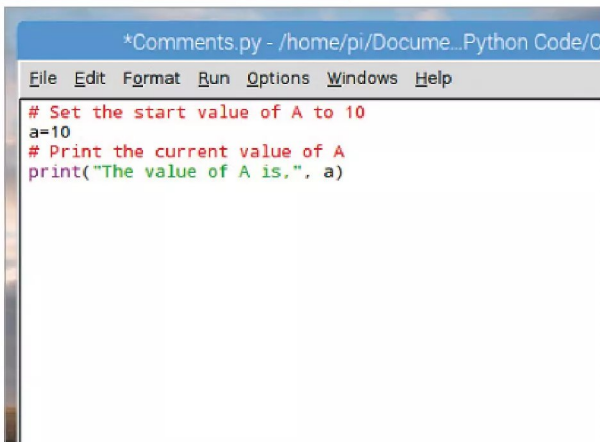 *Comments.py - /home/pi/Docume...Python Code/C
File Edit Format Run Options Windows Help
# Set the start value of A to 10
a=10
# Print the current value of A
print("The value of A is,", a)